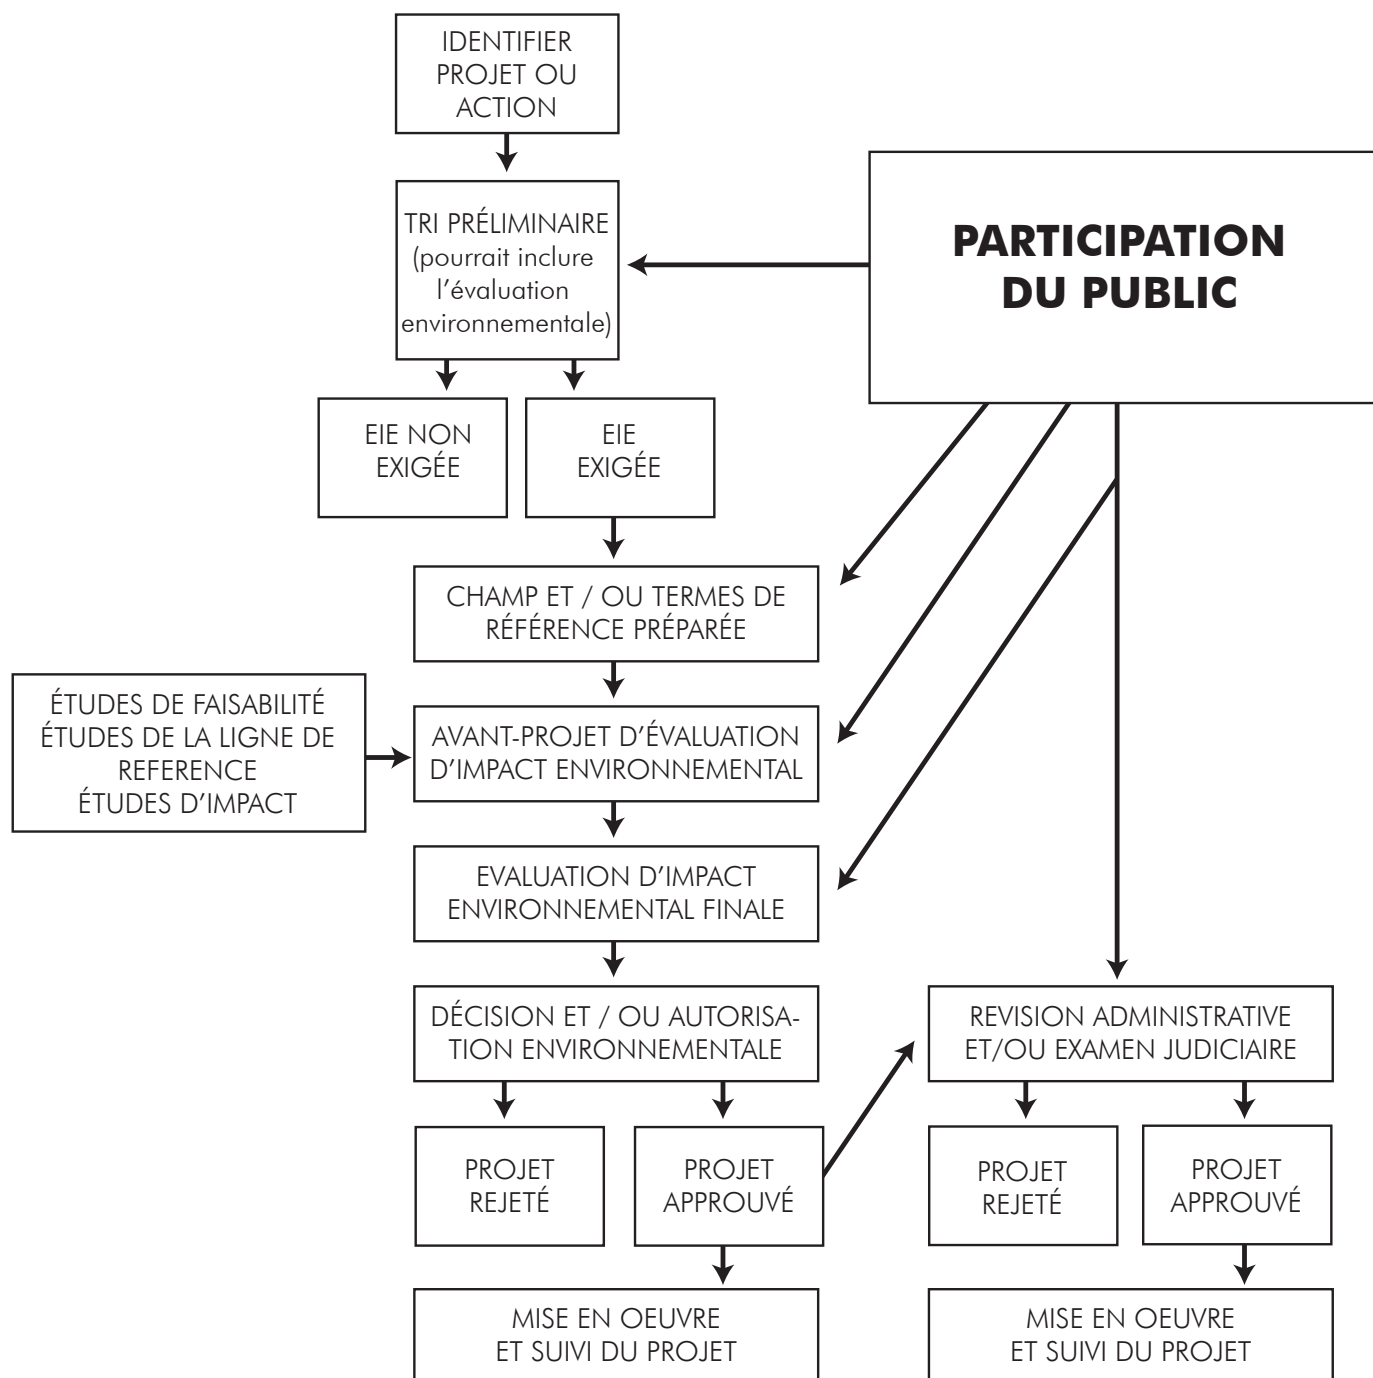 IDENTIFIER
PROJET OU
ACTION
PARTICIPATION
DU PUBLIC
TRI PRÉLIMINAIRE
(pourrait inclure
l’évaluation
environnementale)
EIE NON
EXIGÉE
EIE
EXIGÉE
CHAMP ET / OU TERMES DE
RÉFÉRENCE PRÉPARÉE
ÉTUDES DE FAISABILITÉ
ÉTUDES DE LA LIGNE DE
REFERENCE
ÉTUDES D’IMPACT
AVANT-PROJET D’ÉVALUATION
D’IMPACT ENVIRONNEMENTAL
EVALUATION D’IMPACT
ENVIRONNEMENTAL FINALE
DÉCISION ET / OU AUTORISA-
TION ENVIRONNEMENTALE
REVISION ADMINISTRATIVE
ET/OU EXAMEN JUDICIAIRE
PROJET
REJETÉ
PROJET
APPROUVÉ
PROJET
REJETÉ
PROJET
APPROUVÉ
MISE EN OEUVRE
ET SUIVI DU PROJET
MISE EN OEUVRE
ET SUIVI DU PROJET